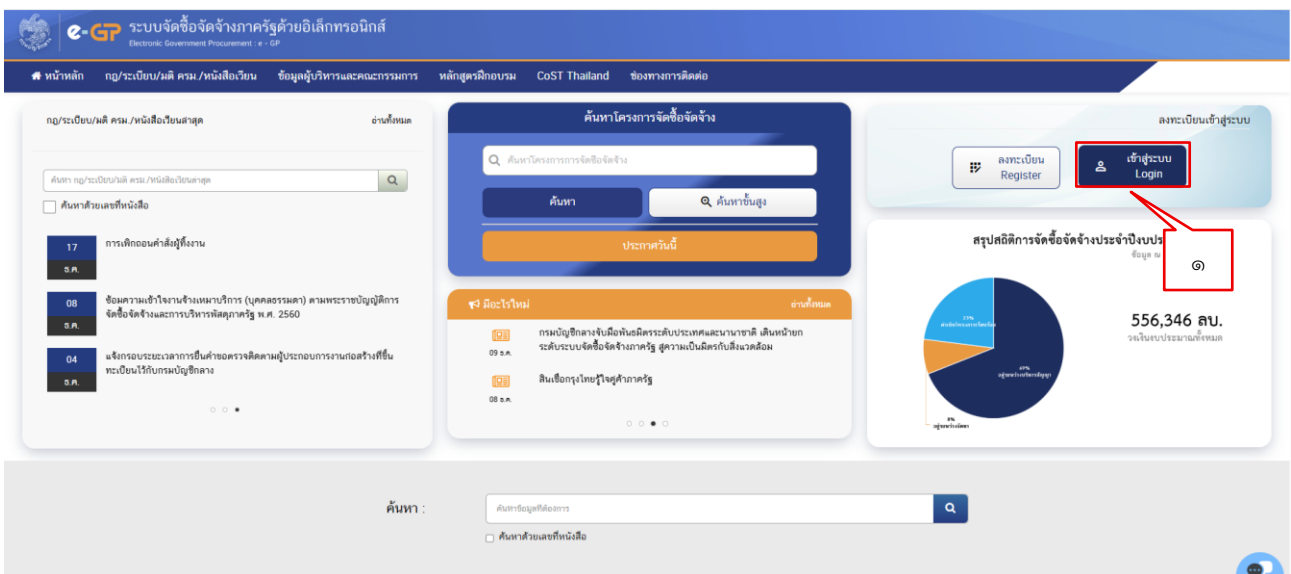 e-GP ระบบจัดซื้อจัดจ้างภาครัฐด้วยอิเล็กทรอนิกส์
Electronic Government Procurement : e - GP
หน้าหลัก กฎ/ระเบียบ/มติ ครม./หนังสือเวียน ข้อมูลผู้บริหารและคณะกรรมการ หลักสูตรฝึกอบรม CoST Thailand ช่องทางการติดต่อ
กฎ/ระเบียบ/มติ ครม./หนังสือเวียนล่าสุด อ่านทั้งหมด
ค้นหา กฎ/ระเบียบ/มติ ครม./หนังสือเวียนล่าสุด
ค้นหาด้วยเลขที่หนังสือ
17 ธ.ค.
การเพิกถอนคำสั่งผู้ทิ้งงาน
08 ธ.ค.
ซ้อมความเข้าใจงานจ้างเหมาบริการ (บุคคลธรรมดา) ตามพระราชบัญญัติการ
จัดซื้อจัดจ้างและการบริหารพัสดุภาครัฐ พ.ศ. 2560
04 ธ.ค.
แจ้งกรอบระยะเวลาการยื่นคำขอตรวจติดตามผู้ประกอบการงานก่อสร้างที่ขึ้น
ทะเบียนไว้กับกรมบัญชีกลาง
ค้นหาโครงการจัดซื้อจัดจ้าง
ค้นหาโครงการการจัดซื้อจัดจ้าง
ค้นหา ค้นหาขั้นสูง
ประกาศวันนี้
มีอะไรใหม่ อ่านทั้งหมด
09 ธ.ค.
กรมบัญชีกลางจับมือพันธมิตรระดับประเทศและนานาชาติ เดินหน้ายก
ระดับระบบจัดซื้อจัดจ้างภาครัฐ สู่ความเป็นมิตรกับสิ่งแวดล้อม
08 ธ.ค.
สินเชื่อกรุงไทยรู้ใจคู่ค้าภาครัฐ
ลงทะเบียนเข้าสู่ระบบ
ลงทะเบียน
Register
เข้าสู่ระบบ
Login
๑
สรุปสถิติการจัดซื้อจัดจ้างประจำปีงบประ
ข้อมูล ณ
556,346 ลบ.
วงเงินงบประมาณทั้งหมด
ค้นหา :
ค้นหาข้อมูลที่ต้องการ
ค้นหาด้วยเลขที่หนังสือ